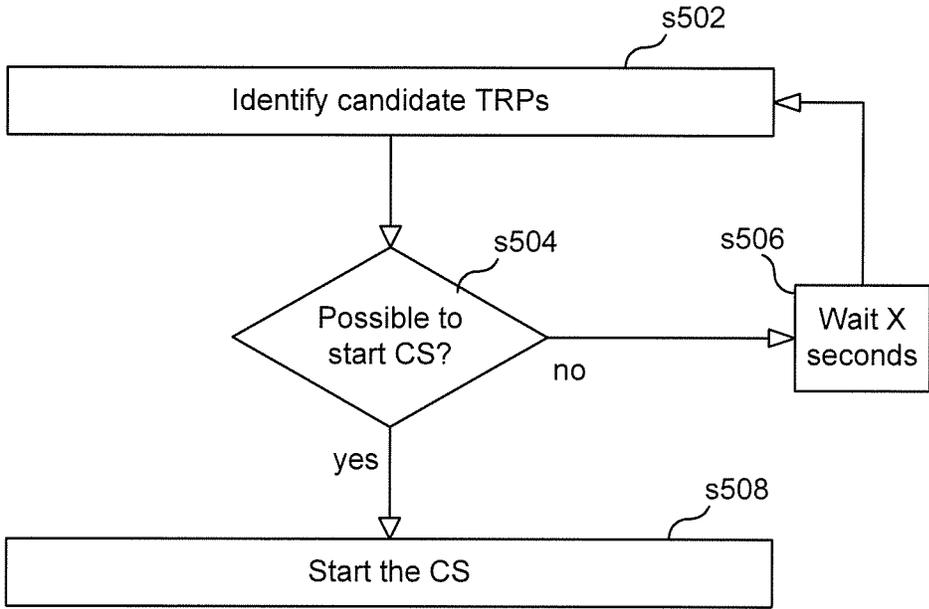 s502
Identify candidate TRPs
s504
Possible to
start CS?
no
s506
Wait X
seconds
yes
s508
Start the CS